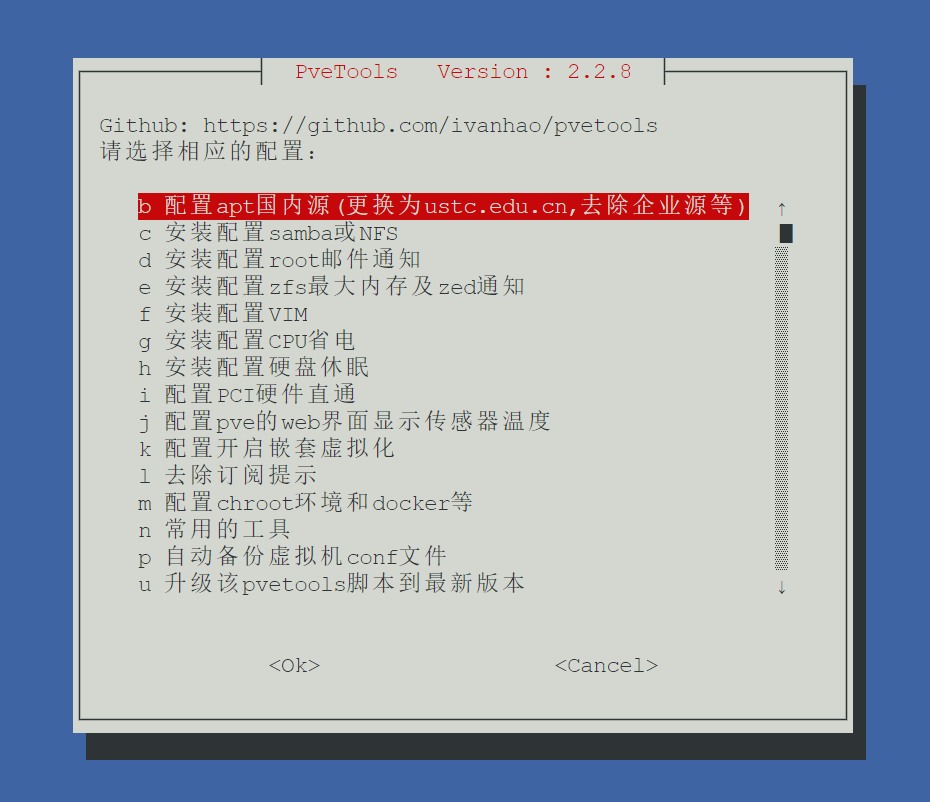 PveTools   Version : 2.2.8
Github: https://github.com/ivanhao/pvetools
请选择相应的配置：
b 配置apt国内源(更换为ustc.edu.cn,去除企业源等)
↑
c 安装配置samba或NFS
d 安装配置root邮件通知
e 安装配置zfs最大内存及zed通知
f 安装配置VIM
g 安装配置CPU省电
h 安装配置硬盘休眠
i 配置PCI硬件直通
j 配置pve的web界面显示传感器温度
k 配置开启嵌套虚拟化
l 去除订阅提示
m 配置chroot环境和docker等
n 常用的工具
p 自动备份虚拟机conf文件
u 升级该pvetools脚本到最新版本
↓
<Ok>
<Cancel>